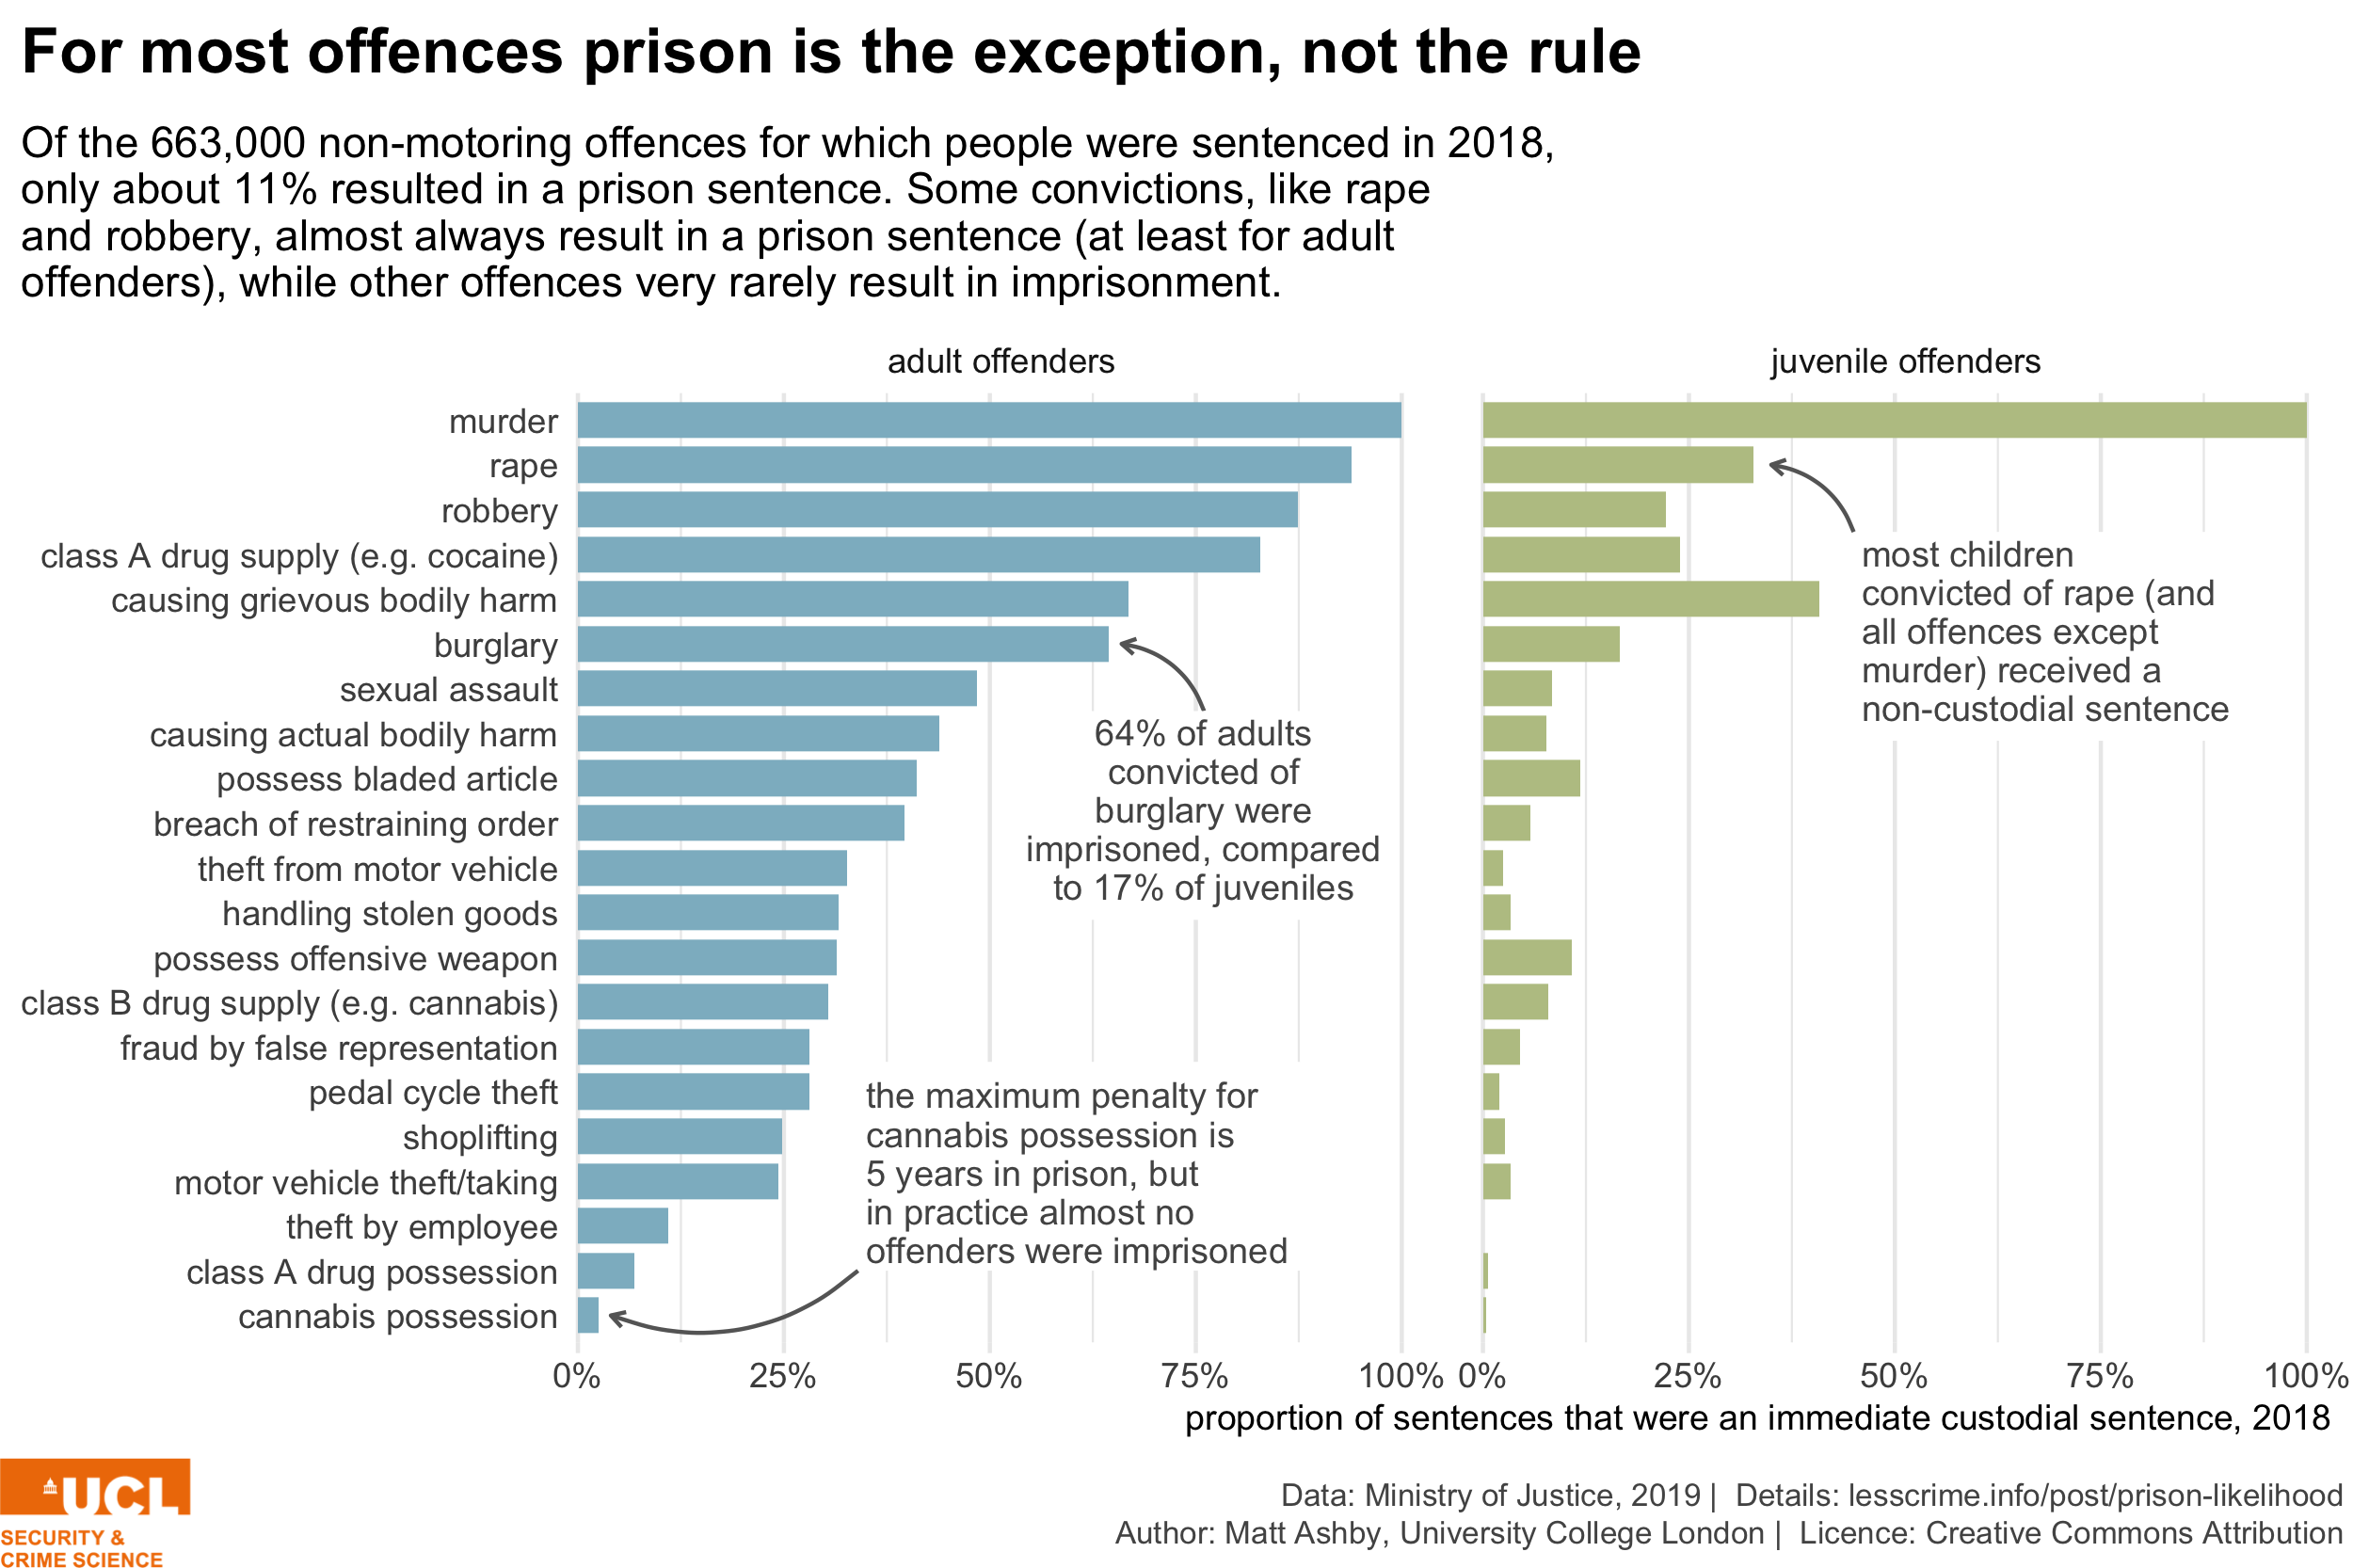 For most offences prison is the exception, not the rule
Of the 663,000 non-motoring offences for which people were sentenced in 2018,
only about 11% resulted in a prison sentence. Some convictions, like rape
and robbery, almost always result in a prison sentence (at least for adult
offenders), while other offences very rarely result in imprisonment.
adult offenders
juvenile offenders
murder
rape
robbery
class A drug supply (e.g. cocaine)
causing grievous bodily harm
burglary
sexual assault
causing actual bodily harm
possess bladed article
breach of restraining order
theft from motor vehicle
handling stolen goods
possess offensive weapon
class B drug supply (e.g. cannabis)
fraud by false representation
pedal cycle theft
shoplifting
motor vehicle theft/taking
theft by employee
class A drug possession
cannabis possession
64% of adults
convicted of
burglary were
imprisoned, compared
to 17% of juveniles
the maximum penalty for
cannabis possession is
5 years in prison, but
in practice almost no
offenders were imprisoned
most children
convicted of rape (and
all offences except
murder) received a
non-custodial sentence
0% 25% 50% 75% 100%
0% 25% 50% 75% 100%
proportion of sentences that were an immediate custodial sentence, 2018
UCL
SECURITY &
CRIME SCIENCE
Data: Ministry of Justice, 2019 | Details: lesscrime.info/post/prison-likelihood
Author: Matt Ashby, University College London | Licence: Creative Commons Attribution